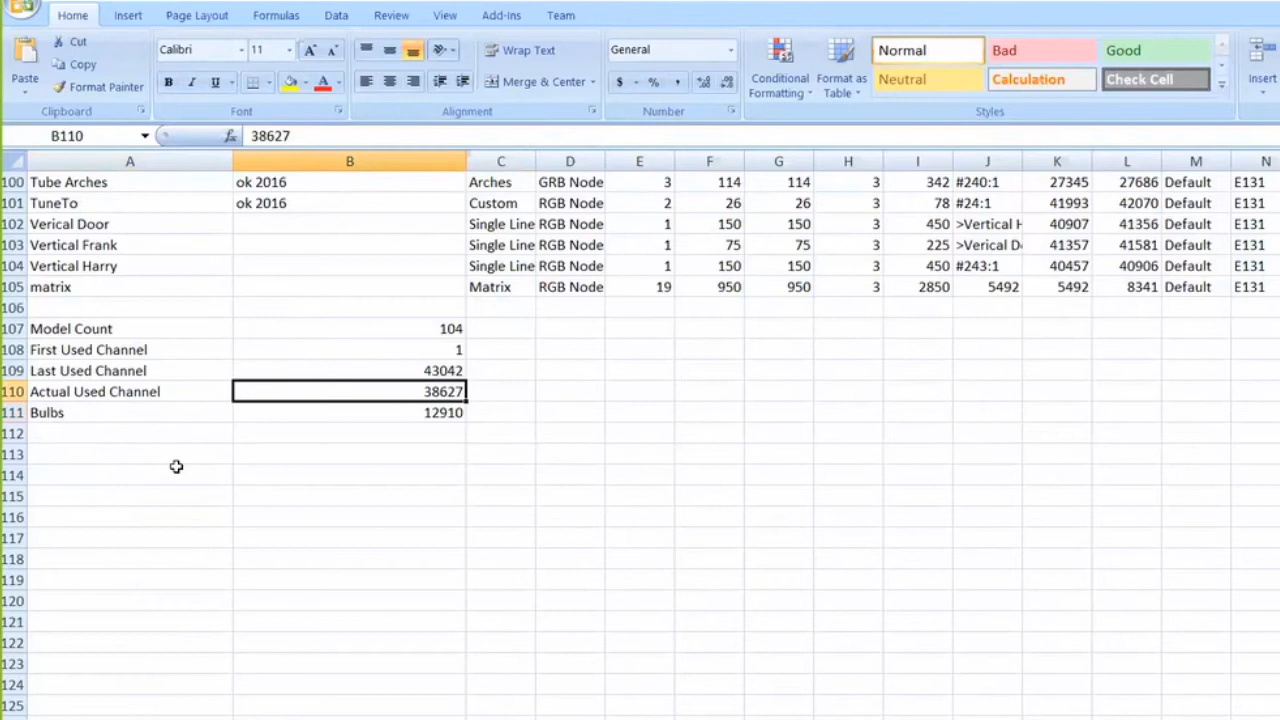 Home Insert Page Layout Formulas Data Review View Add-Ins Team
Paste Cut Copy Format Painter Clipboard
Calibri 11 A A B I U A Font
Wrap Text Merge & Center Alignment
General $ % , Number
Conditional Formatting Format as Table
Normal Bad Good Neutral Calculation Check Cell Styles
Insert
B110 fx 38627
A B C D E F G H I J K L M N
100 Tube Arches ok 2016 Arches GRB Node 3 114 114 3 342 #240:1 27345 27686 Default E131
101 TuneTo ok 2016 Custom RGB Node 2 26 26 3 78 #24:1 41993 42070 Default E131
102 Verical Door Single Line RGB Node 1 150 150 3 450 >Vertical H 40907 41356 Default E131
103 Vertical Frank Single Line RGB Node 1 75 75 3 225 >Verical D 41357 41581 Default E131
104 Vertical Harry Single Line RGB Node 1 150 150 3 450 #243:1 40457 40906 Default E131
105 matrix Matrix RGB Node 19 950 950 3 2850 5492 5492 8341 Default E131
106
107 Model Count 104
108 First Used Channel 1
109 Last Used Channel 43042
110 Actual Used Channel 38627
111 Bulbs 12910
112
113
114
115
116
117
118
119
120
121
122
123
124
125